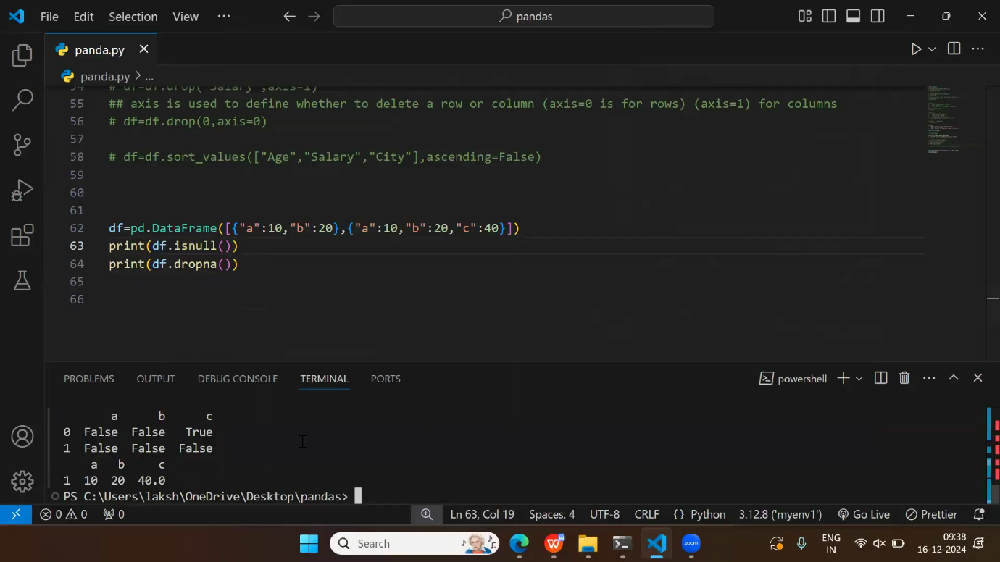 File Edit Selection View ··· pandas
panda.py
panda.py > ...
54 # df=df.drop("Salary",axis=1)
55 ## axis is used to define whether to delete a row or column (axis=0 is for rows) (axis=1) for columns
56 # df=df.drop(0,axis=0)
57
58 # df=df.sort_values(["Age","Salary","City"],ascending=False)
59
60
61
62 df=pd.DataFrame([{"a":10,"b":20},{"a":10,"b":20,"c":40}])
63 print(df.isnull())
64 print(df.dropna())
65
66
PROBLEMS OUTPUT DEBUG CONSOLE TERMINAL PORTS powershell
a b c
0 False False True
1 False False False
a b c
1 10 20 40.0
PS C:\Users\laksh\OneDrive\Desktop\pandas>
0 0 0 Ln 63, Col 19 Spaces: 4 UTF-8 CRLF {} Python 3.12.8 ('myenv1') Go Live Prettier
Search zoom ENG IN 09:38 16-12-2024